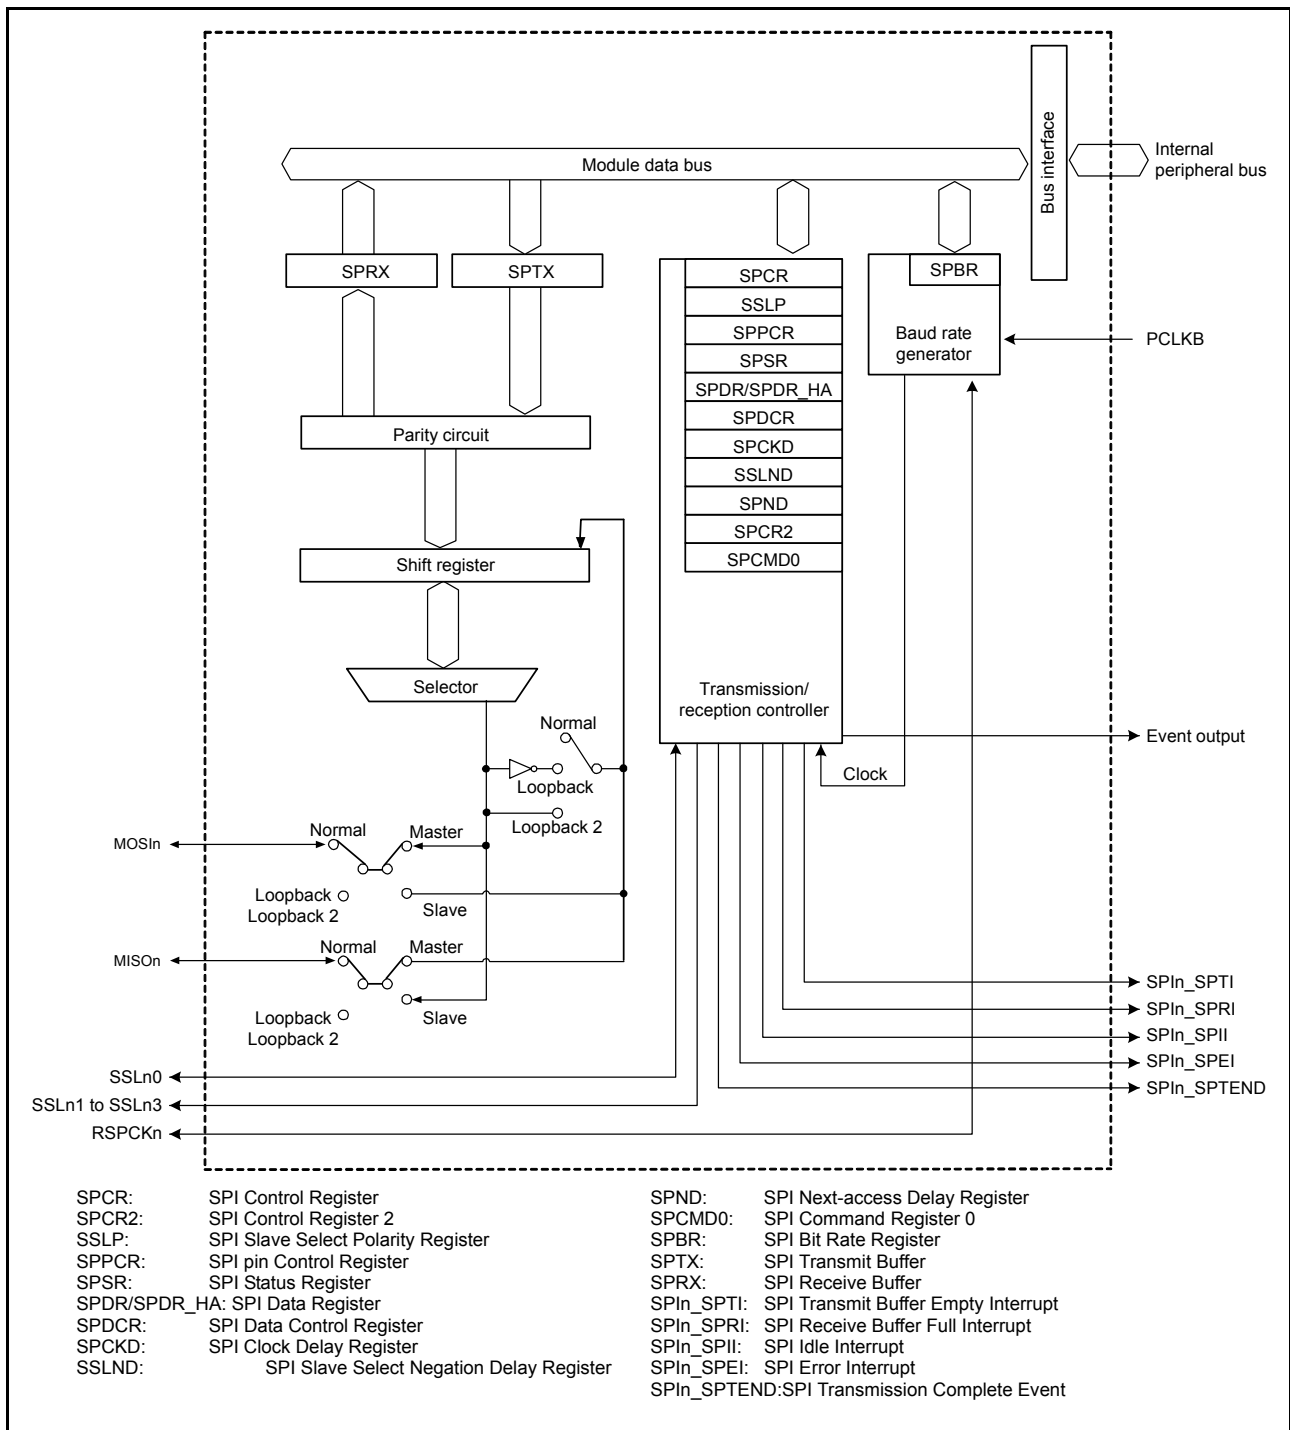 Bus interface
Internal
peripheral bus
Module data bus
SPRX
SPTX
SPCR
SSLP
SPPCR
SPSR
SPDR/SPDR_HA
SPDCR
SPCKD
SSLND
SPND
SPCR2
SPCMD0
Transmission/
reception controller
SPBR
Baud rate
generator
PCLKB
Parity circuit
Shift register
Selector
Normal
Loopback
Loopback 2
Clock
Event output
MOSIn
Normal
Master
Loopback
Loopback 2
Slave
MISOn
Normal
Master
Loopback
Loopback 2
Slave
SSLn0
SSLn1 to SSLn3
RSPCKn
SPIn_SPTI
SPIn_SPRI
SPIn_SPII
SPIn_SPEI
SPIn_SPTEND
SPCR: SPI Control Register
SPCR2: SPI Control Register 2
SSLP: SPI Slave Select Polarity Register
SPPCR: SPI pin Control Register
SPSR: SPI Status Register
SPDR/SPDR_HA: SPI Data Register
SPDCR: SPI Data Control Register
SPCKD: SPI Clock Delay Register
SSLND: SPI Slave Select Negation Delay Register
SPND: SPI Next-access Delay Register
SPCMD0: SPI Command Register 0
SPBR: SPI Bit Rate Register
SPTX: SPI Transmit Buffer
SPRX: SPI Receive Buffer
SPIn_SPTI: SPI Transmit Buffer Empty Interrupt
SPIn_SPRI: SPI Receive Buffer Full Interrupt
SPIn_SPII: SPI Idle Interrupt
SPIn_SPEI: SPI Error Interrupt
SPIn_SPTEND:SPI Transmission Complete Event